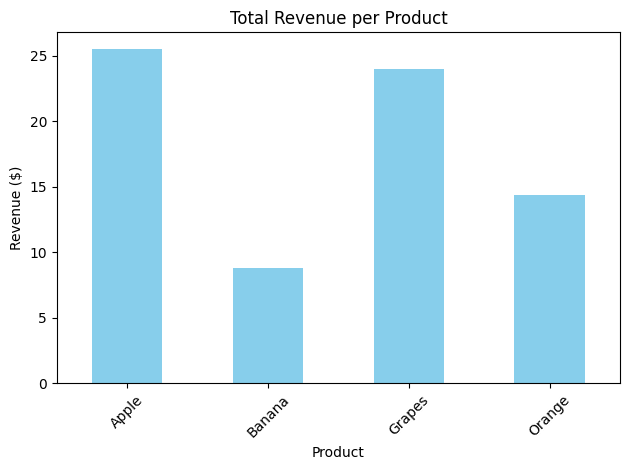 Total Revenue per Product
Revenue ($)
25
20
15
10
5
0
Apple
Banana
Grapes
Orange
Product